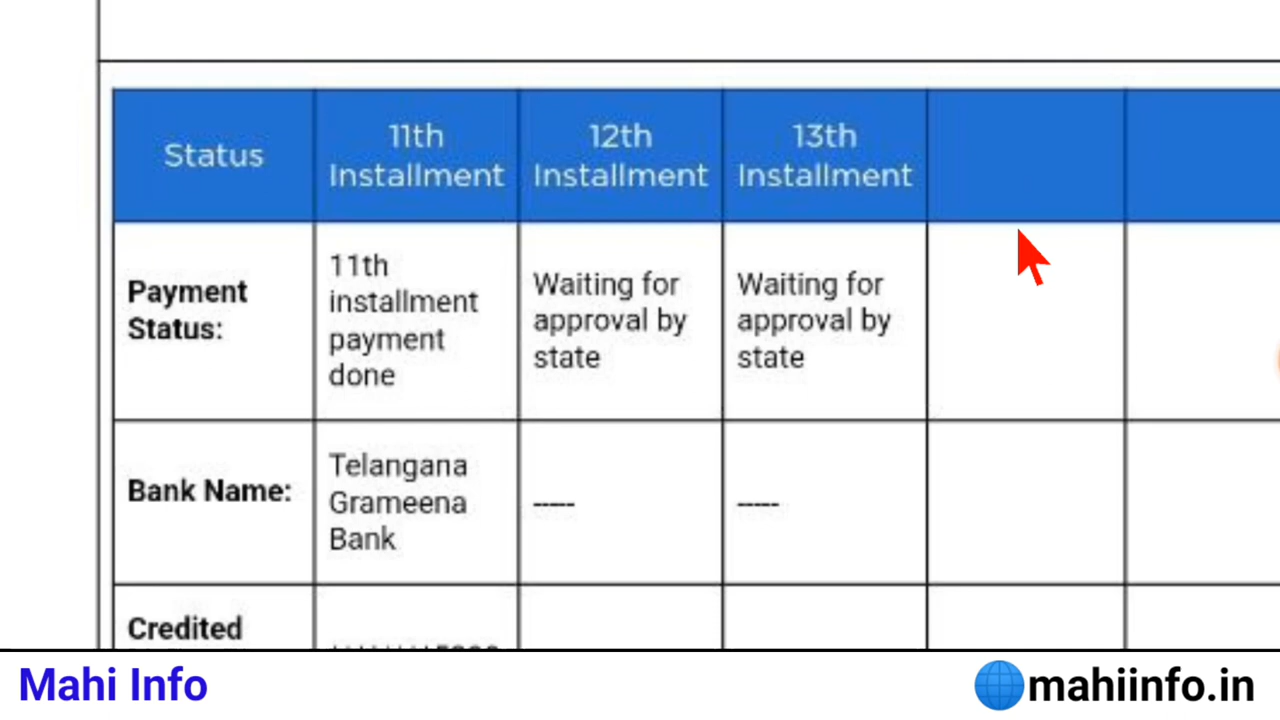 Status
11th
Installment
12th
Installment
13th
Installment
Payment
Status:
11th
installment
payment
done
Waiting for
approval by
state
Waiting for
approval by
state
Bank Name:
Telangana
Grameena
Bank
-----
-----
Credited
Mahi Info
mahiinfo.in